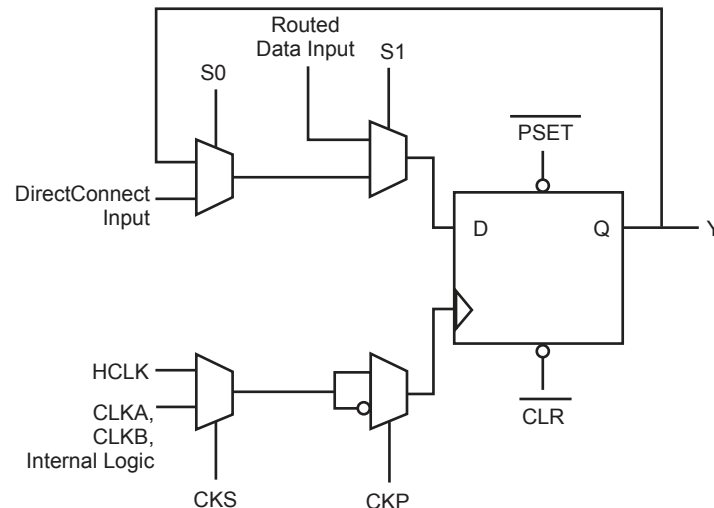 Routed
Data Input
S1
S0
PSET
DirectConnect
Input
D
Q
Y
HCLK
CLKA,
CLKB,
Internal Logic
CLR
CKS
CKP